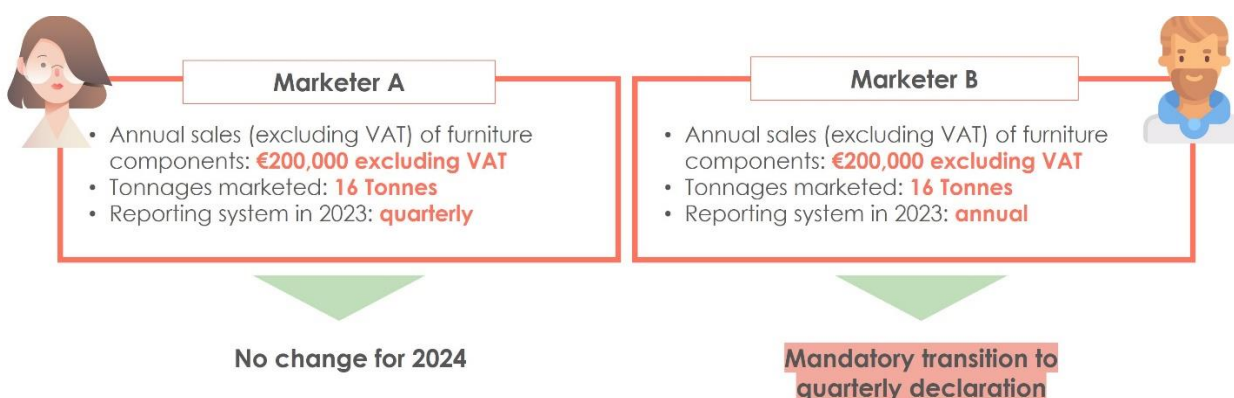 Marketer A
• Annual sales (excluding VAT) of furniture
components: €200,000 excluding VAT
• Tonnages marketed: 16 Tonnes
• Reporting system in 2023: quarterly
No change for 2024
Marketer B
• Annual sales (excluding VAT) of furniture
components: €200,000 excluding VAT
• Tonnages marketed: 16 Tonnes
• Reporting system in 2023: annual
Mandatory transition to
quarterly declaration